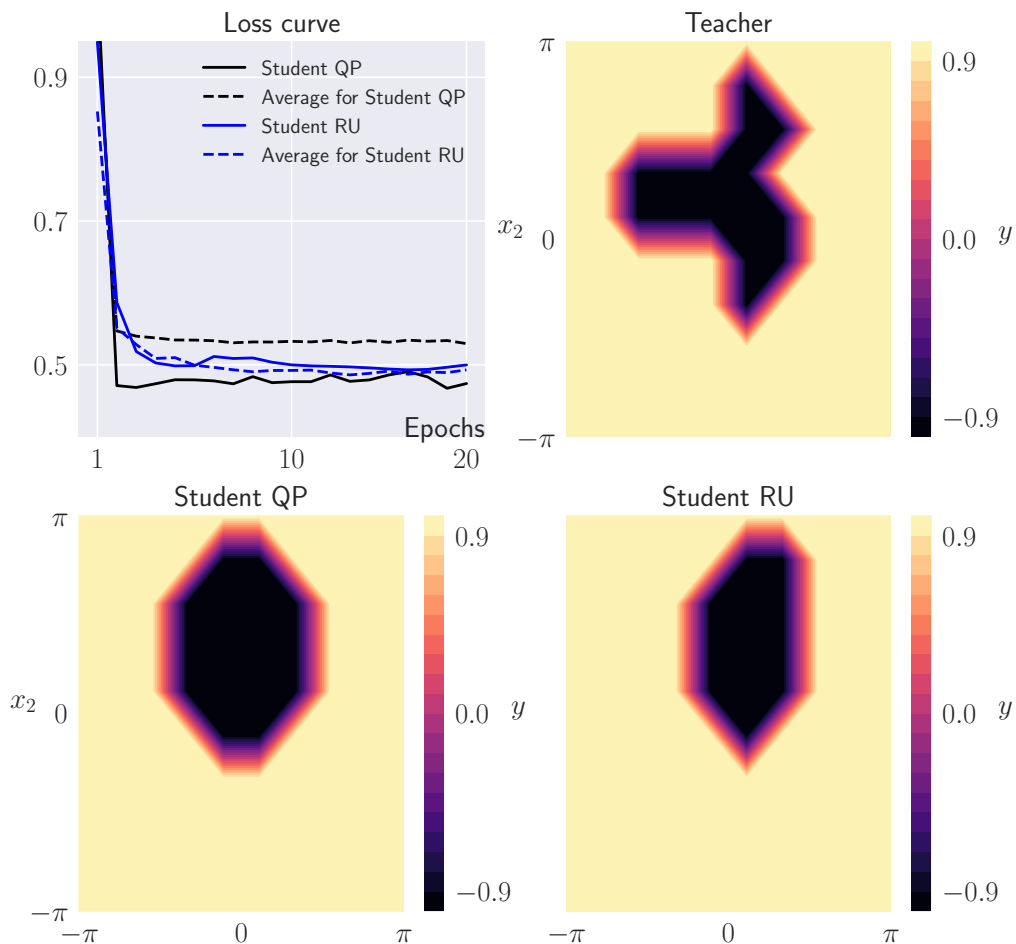 Loss curve
0.9
0.7
0.5
Student QP
Average for Student QP
Student RU
Average for Student RU
Epochs
1
10
20
Teacher
π
x₂
0
−π
0.9
0.0
y
−0.9
Student QP
π
x₂
0
−π
−π
0
π
0.9
0.0
y
−0.9
Student RU
−π
0
π
0.9
0.0
y
−0.9